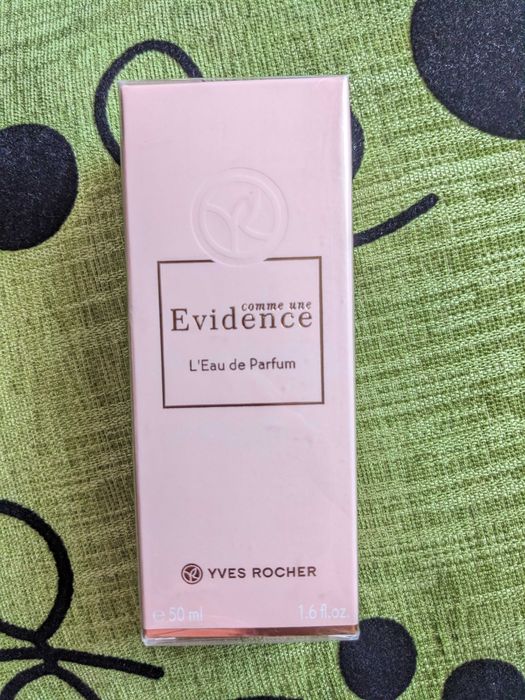 comme une
Evidence
L'Eau de Parfum
YVES ROCHER
e 50 ml 1.6 fl.oz.